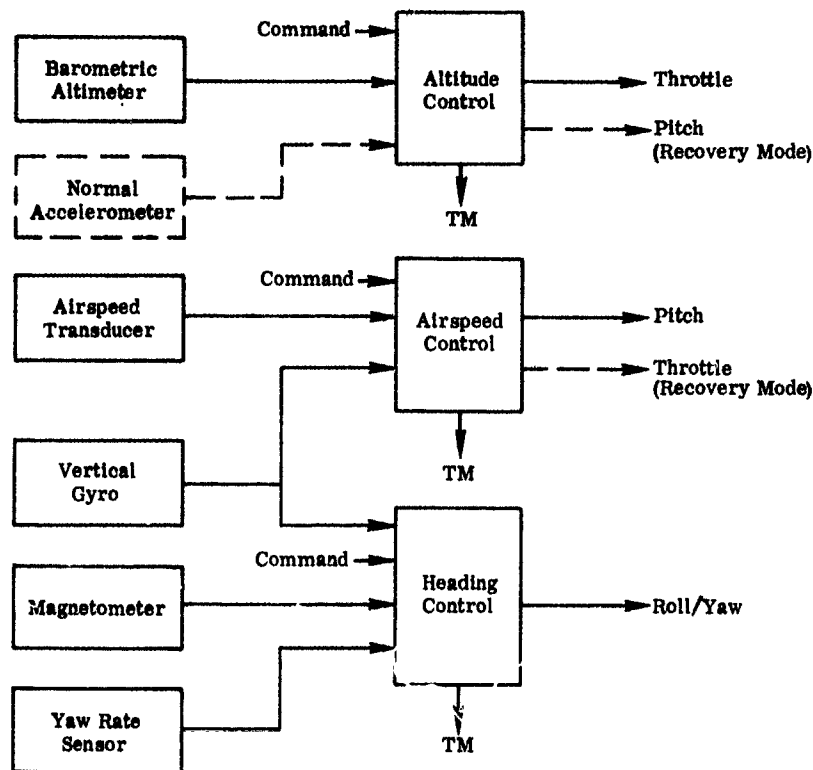 Command
Barometric
Altimeter
Altitude
Control
Throttle
Pitch
(Recovery Mode)
Normal
Accelerometer
TM
Command
Airspeed
Transducer
Airspeed
Control
Pitch
Throttle
(Recovery Mode)
TM
Vertical
Gyro
Command
Magnetometer
Heading
Control
Roll/Yaw
Yaw Rate
Sensor
TM